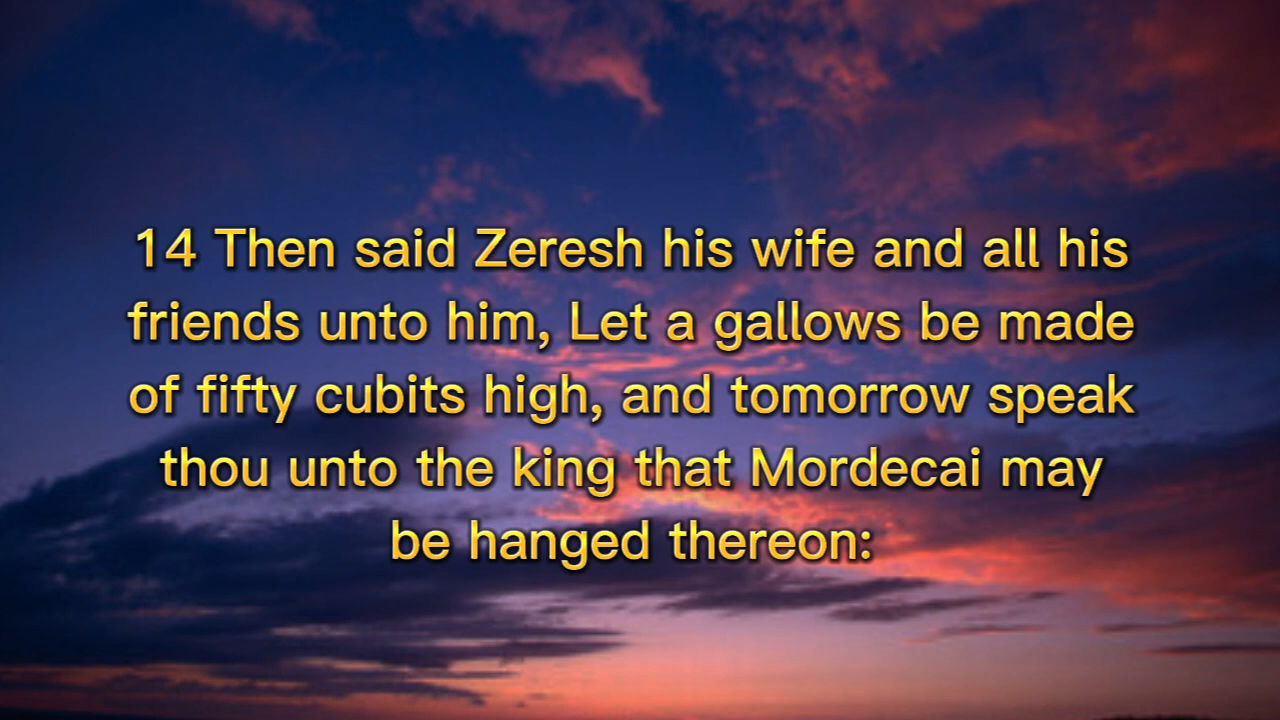 14 Then said Zeresh his wife and all his
friends unto him, Let a gallows be made
of fifty cubits high, and tomorrow speak
thou unto the king that Mordecai may
be hanged thereon: